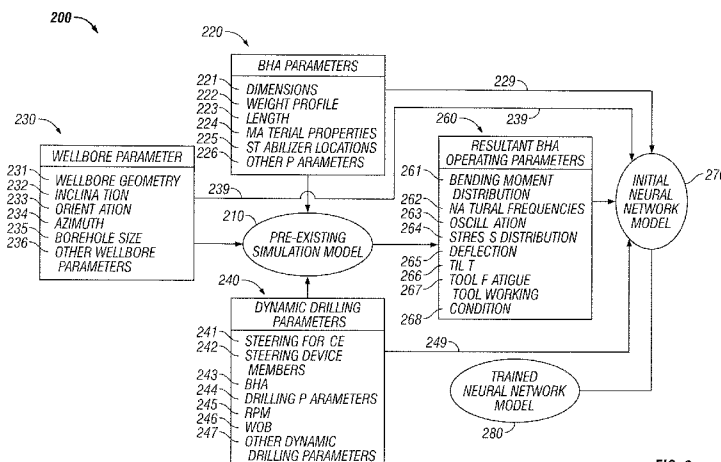 200
220
BHA PARAMETERS
221 DIMENSIONS
222 WEIGHT PROFILE
223 LENGTH
224 MA TERIAL PROPERTIES
225 ST ABILIZER LOCATIONS
226 OTHER P ARAMETERS
229
239
230
WELLBORE PARAMETER
231 WELLBORE GEOMETRY
232 INCLINA TION
233 ORIENT ATION
234 AZIMUTH
235 BOREHOLE SIZE
236 OTHER WELLBORE
PARAMETERS
239
210
PRE-EXISTING
SIMULATION MODEL
260
RESULTANT BHA
OPERATING PARAMETERS
261 BENDING MOMENT
DISTRIBUTION
262 NA TURAL FREQUENCIES
263 OSCILL ATION
264 STRES S DISTRIBUTION
265 DEFLECTION
266 TIL T
267 TOOL F ATIGUE
TOOL WORKING
268 CONDITION
270
INITIAL
NEURAL
NETWORK
MODEL
240
DYNAMIC DRILLING
PARAMETERS
241 STEERING FOR CE
242 STEERING DEVICE
MEMBERS
243 BHA
244 DRILLING P ARAMETERS
245 RPM
246 WOB
247 OTHER DYNAMIC
DRILLING PARAMETERS
249
TRAINED
NEURAL NETWORK
MODEL
280